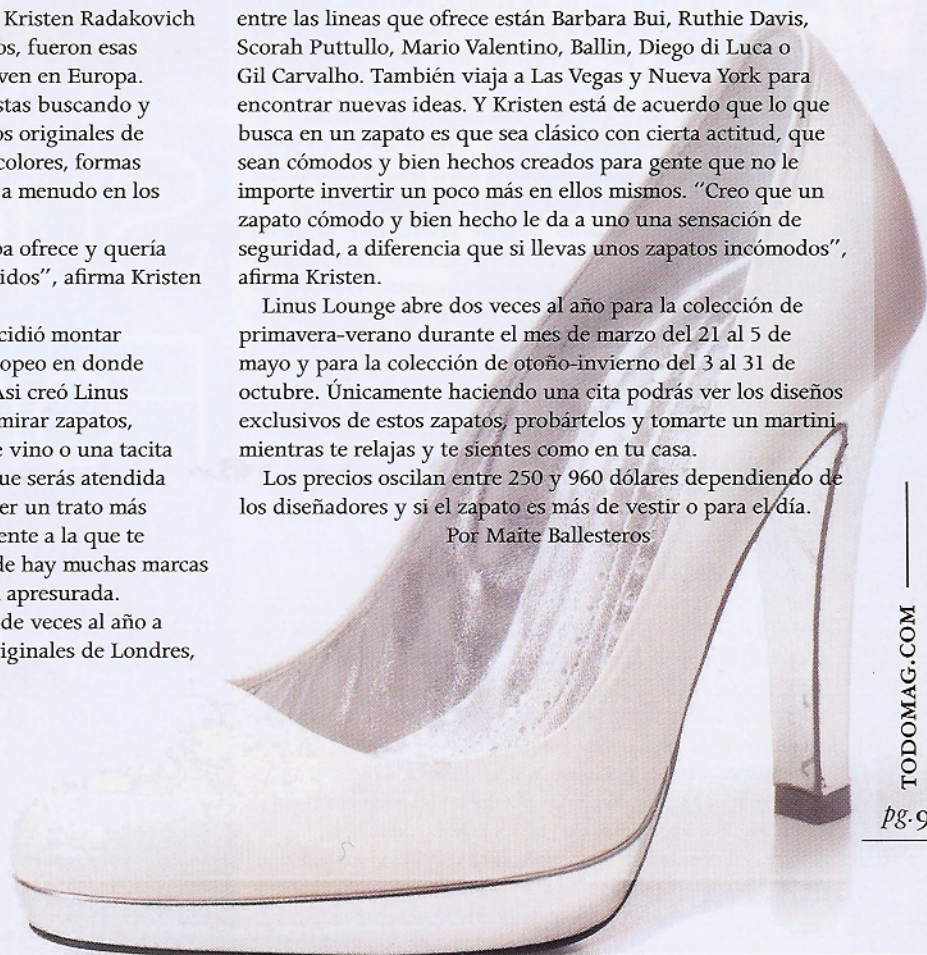 Kristen Radakovich
os, fueron esas
ven en Europa.
stas buscando y
os originales de
colores, formas
a menudo en los
pa ofrece y quería
idos”, afirma Kristen
cidió montar
opeo en donde
Asi creó Linus
mirar zapatos,
e vino o una tacita
ue serás atendida
er un trato más
ente a la que te
de hay muchas marcas
apresurada.
de veces al año a
iginales de Londres,
entre las lineas que ofrece están Barbara Bui, Ruthie Davis,
Scorah Puttullo, Mario Valentino, Ballin, Diego di Luca o
Gil Carvalho. También viaja a Las Vegas y Nueva York para
encontrar nuevas ideas. Y Kristen está de acuerdo que lo que
busca en un zapato es que sea clásico con cierta actitud, que
sean cómodos y bien hechos creados para gente que no le
importe invertir un poco más en ellos mismos. “Creo que un
zapato cómodo y bien hecho le da a uno una sensación de
seguridad, a diferencia que si llevas unos zapatos incómodos”,
afirma Kristen.
Linus Lounge abre dos veces al año para la colección de
primavera-verano durante el mes de marzo del 21 al 5 de
mayo y para la colección de otoño-invierno del 3 al 31 de
octubre. Únicamente haciendo una cita podrás ver los diseños
exclusivos de estos zapatos, probártelos y tomarte un martini
mientras te relajas y te sientes como en tu casa.
Los precios oscilan entre 250 y 960 dólares dependiendo de
los diseñadores y si el zapato es más de vestir o para el día.
Por Maite Ballesteros
TODOMAG.COM
pg. 9